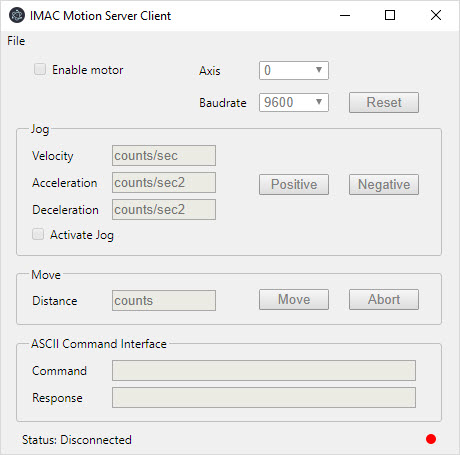 IMAC Motion Server Client
File
Enable motor Axis 0
Baudrate 9600 Reset
Jog
Velocity counts/sec
Acceleration counts/sec2 Positive Negative
Deceleration counts/sec2
Activate Jog
Move
Distance counts Move Abort
ASCII Command Interface
Command
Response
Status: Disconnected